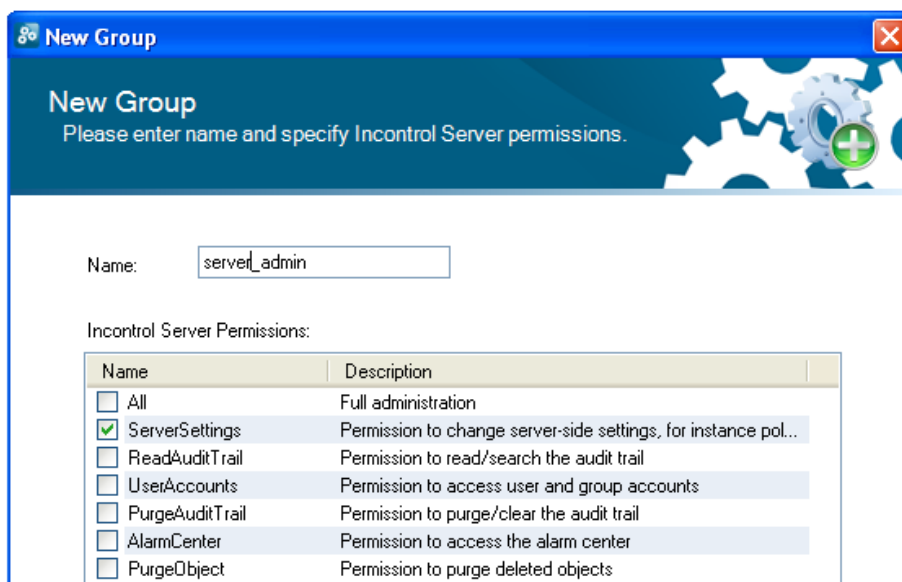 New Group
New Group
Please enter name and specify Incontrol Server permissions.
Name: server_admin
Incontrol Server Permissions:
Name Description
All Full administration
ServerSettings Permission to change server-side settings, for instance pol...
ReadAuditTrail Permission to read/search the audit trail
UserAccounts Permission to access user and group accounts
PurgeAuditTrail Permission to purge/clear the audit trail
AlarmCenter Permission to access the alarm center
PurgeObject Permission to purge deleted objects